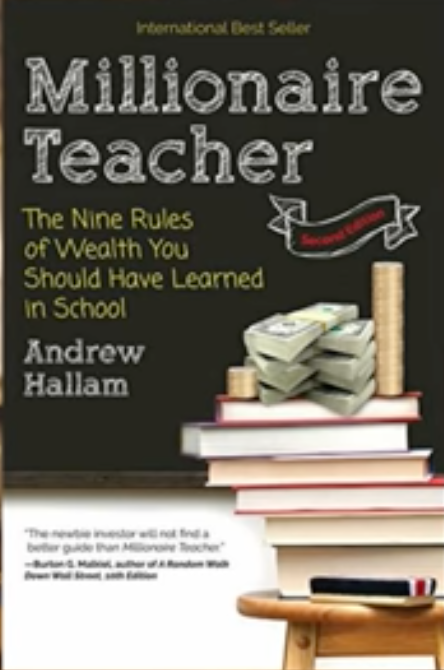 International Best Seller
Millionaire
Teacher
The Nine Rules
of Wealth You
Should Have Learned
in School
Second Edition
Andrew
Hallam
"The newbie investor will not find a
better guide than Millionaire Teacher."
—Burton G. Malkiel, author of A Random Walk
Down Wall Street, 10th Edition